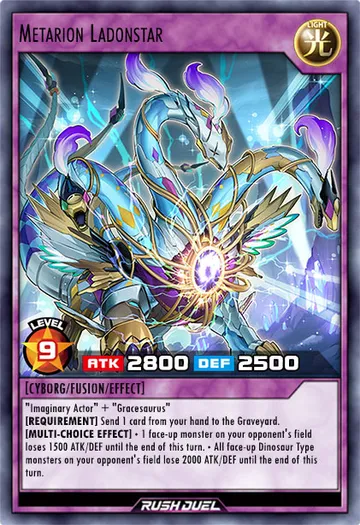 METARION LADONSTAR
LIGHT
光
LEVEL
9
ATK 2800 DEF 2500
[CYBORG/FUSION/EFFECT]
"Imaginary Actor" + "Gracesaurus"
[REQUIREMENT] Send 1 card from your hand to the Graveyard.
[MULTI-CHOICE EFFECT] • 1 face-up monster on your opponent's field
loses 1500 ATK/DEF until the end of this turn. • All face-up Dinosaur Type
monsters on your opponent's field lose 2000 ATK/DEF until the end of this
turn.
RUSH DUEL